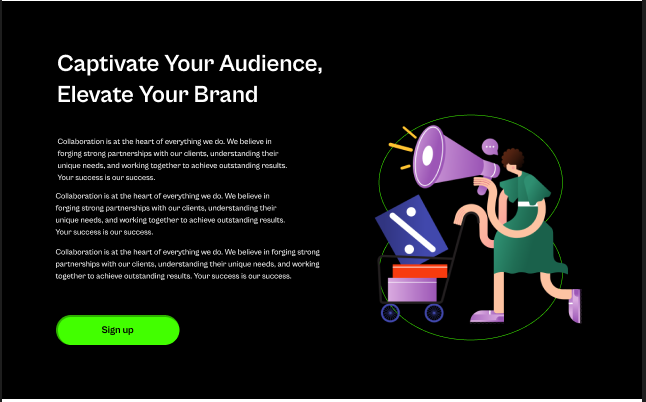 Captivate Your Audience,
Elevate Your Brand
Collaboration is at the heart of everything we do. We believe in
forging strong partnerships with our clients, understanding their
unique needs, and working together to achieve outstanding results.
Your success is our success.
Collaboration is at the heart of everything we do. We believe in
forging strong partnerships with our clients, understanding their
unique needs, and working together to achieve outstanding results.
Your success is our success.
Collaboration is at the heart of everything we do. We believe in forging strong
partnerships with our clients, understanding their unique needs, and working
together to achieve outstanding results. Your success is our success.
%
Sign up